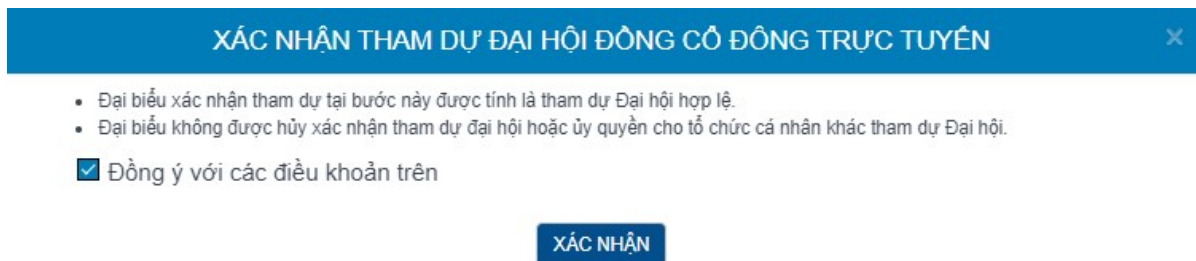 XÁC NHẬN THAM DỰ ĐẠI HỘI ĐỒNG CỔ ĐÔNG TRỰC TUYẾN
• Đại biểu xác nhận tham dự tại bước này được tính là tham dự Đại hội hợp lệ.
• Đại biểu không được hủy xác nhận tham dự đại hội hoặc ủy quyền cho tổ chức cá nhân khác tham dự Đại hội.
Đồng ý với các điều khoản trên
XÁC NHẬN